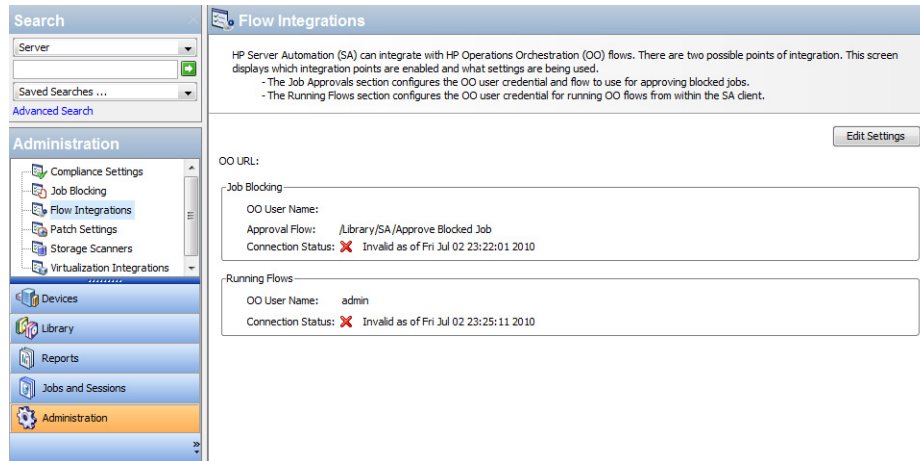 Search
Server
Saved Searches ...
Advanced Search
Administration
Compliance Settings
Job Blocking
Flow Integrations
Patch Settings
Storage Scanners
Virtualization Integrations
Devices
Library
Reports
Jobs and Sessions
Administration
Flow Integrations
HP Server Automation (SA) can integrate with HP Operations Orchestration (OO) flows. There are two possible points of integration. This screen
displays which integration points are enabled and what settings are being used.
- The Job Approvals section configures the OO user credential and flow to use for approving blocked jobs.
- The Running Flows section configures the OO user credential for running OO flows from within the SA client.
Edit Settings
OO URL:
Job Blocking
OO User Name:
Approval Flow: /Library/SA/Approve Blocked Job
Connection Status: Invalid as of Fri Jul 02 23:22:01 2010
Running Flows
OO User Name: admin
Connection Status: Invalid as of Fri Jul 02 23:25:11 2010